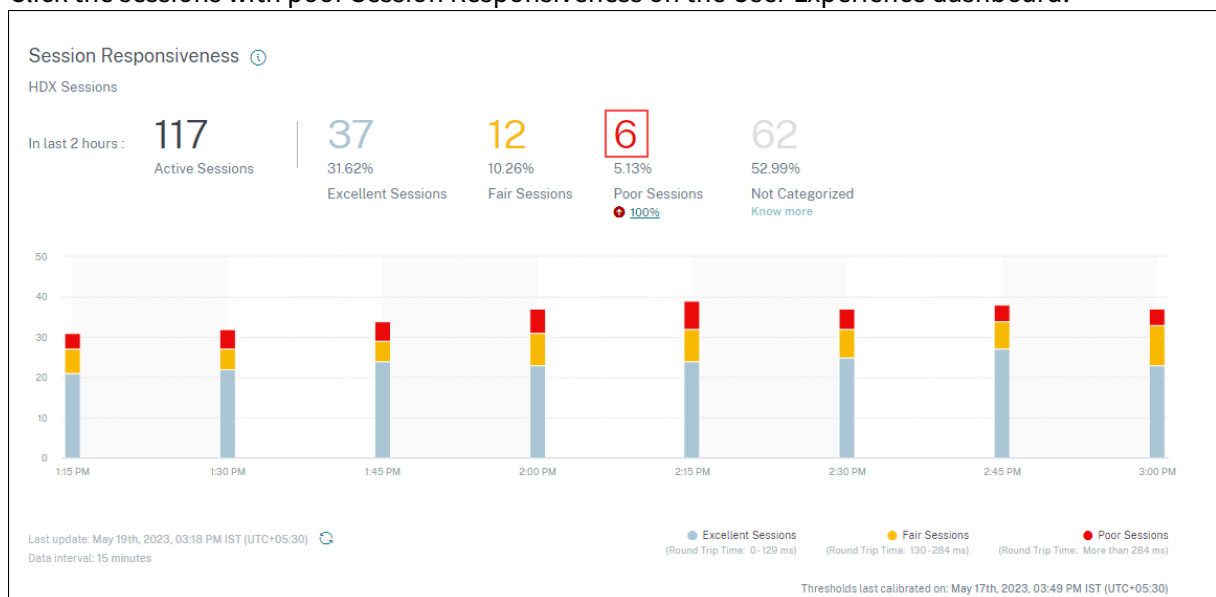 Click the sessions with poor Session Responsiveness on the User Experience dashboard.
Session Responsiveness
HDX Sessions
In last 2 hours :
117
Active Sessions
37
31.62%
Excellent Sessions
12
10.26%
Fair Sessions
6
5.13%
Poor Sessions
100%
62
52.99%
Not Categorized
Know more
50
40
30
20
10
0
1:15 PM 1:30 PM 1:45 PM 2:00 PM 2:15 PM 2:30 PM 2:45 PM 3:00 PM
Last update: May 19th, 2023, 03:18 PM IST (UTC+05:30)
Data interval: 15 minutes
Excellent Sessions
(Round Trip Time: 0-129 ms)
Fair Sessions
(Round Trip Time: 130-284 ms)
Poor Sessions
(Round Trip Time: More than 284 ms)
Thresholds last calibrated on: May 17th, 2023, 03:49 PM IST (UTC+05:30)